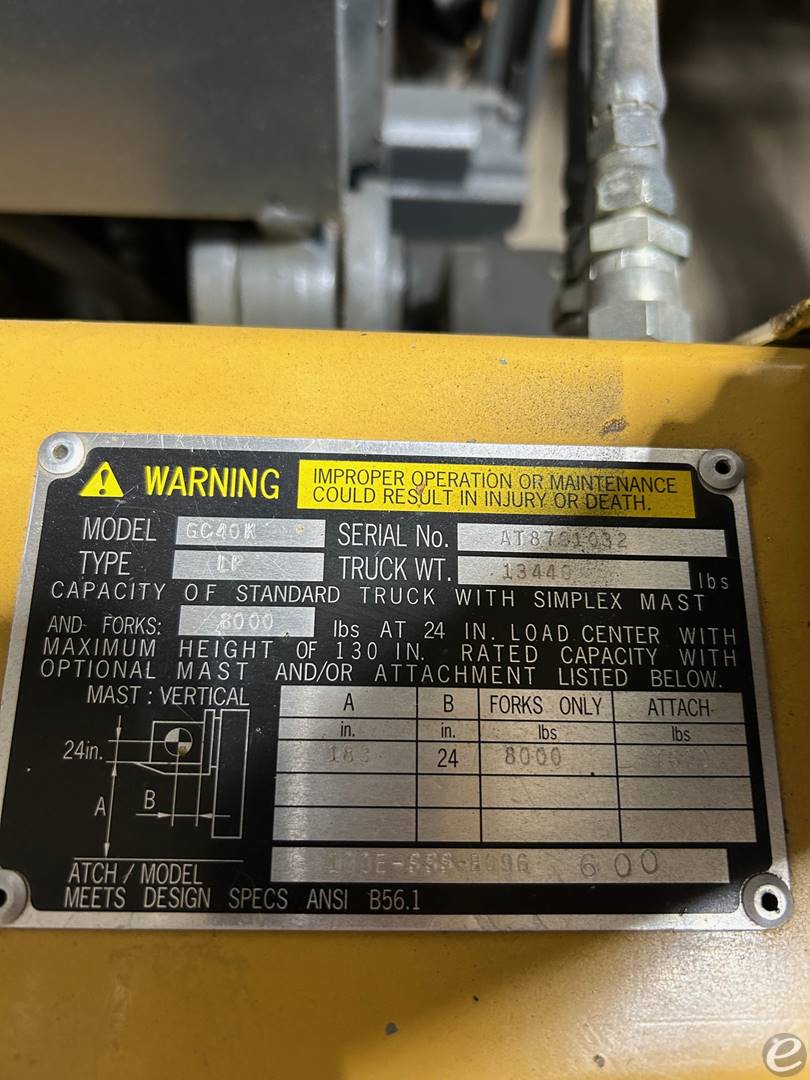 WARNING
IMPROPER OPERATION OR MAINTENANCE
COULD RESULT IN INJURY OR DEATH.
MODEL GC40K SERIAL No.
TYPE LP TRUCK WT. 13440 lbs
CAPACITY OF STANDARD TRUCK WITH SIMPLEX MAST
AND FORKS: 8000 lbs AT 24 IN. LOAD CENTER WITH
MAXIMUM HEIGHT OF 130 IN. RATED CAPACITY WITH
OPTIONAL MAST AND/OR ATTACHMENT LISTED BELOW.
MAST : VERTICAL
24in.
A
B
A B FORKS ONLY ATTACH
in. in. lbs lbs
24 8000
ATCH / MODEL 600
MEETS DESIGN SPECS ANSI B56.1
e